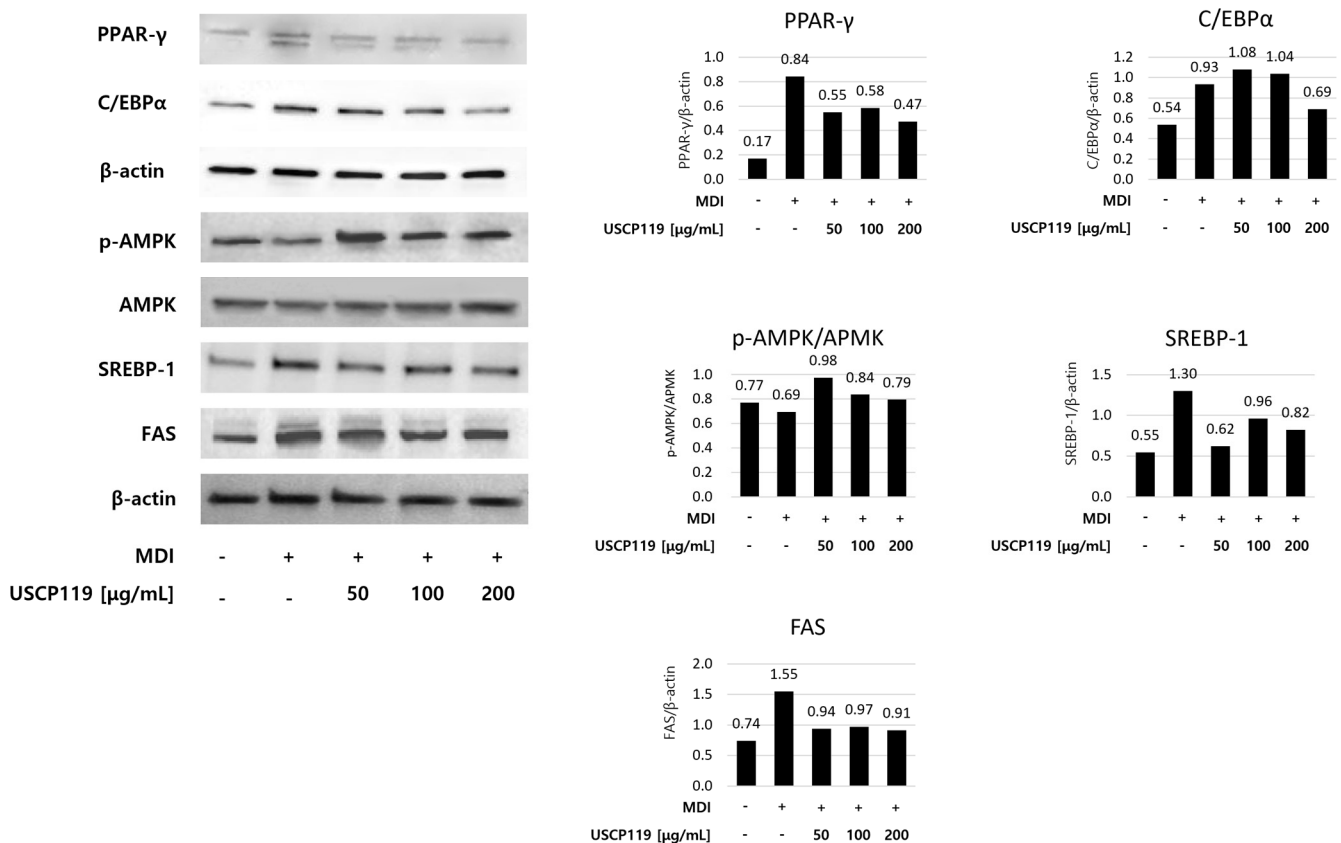 PPAR-γ
C/EBPα
β-actin
p-AMPK
AMPK
SREBP-1
FAS
β-actin
MDI - + + + +
USCP119 [μg/mL] - - 50 100 200
PPAR-γ
PPAR-γ/β-actin
1.0
0.8
0.6
0.4
0.2
0.0
0.17 0.84 0.55 0.58 0.47
MDI - + + + +
USCP119 [μg/mL] - - 50 100 200
C/EBPα
C/EBPα/β-actin
1.2
1.0
0.8
0.6
0.4
0.2
0.0
0.54 0.93 1.08 1.04 0.69
MDI - + + + +
USCP119 [μg/mL] - - 50 100 200
p-AMPK/APMK
p-AMPK/APMK
1.0
0.8
0.6
0.4
0.2
0.0
0.77 0.69 0.98 0.84 0.79
MDI - + + + +
USCP119 [μg/mL] - - 50 100 200
SREBP-1
SREBP-1/β-actin
1.5
1.0
0.5
0.0
0.55 1.30 0.62 0.96 0.82
MDI - + + + +
USCP119 [μg/mL] - - 50 100 200
FAS
FAS/β-actin
2.0
1.5
1.0
0.5
0.0
0.74 1.55 0.94 0.97 0.91
MDI - + + + +
USCP119 [μg/mL] - - 50 100 200